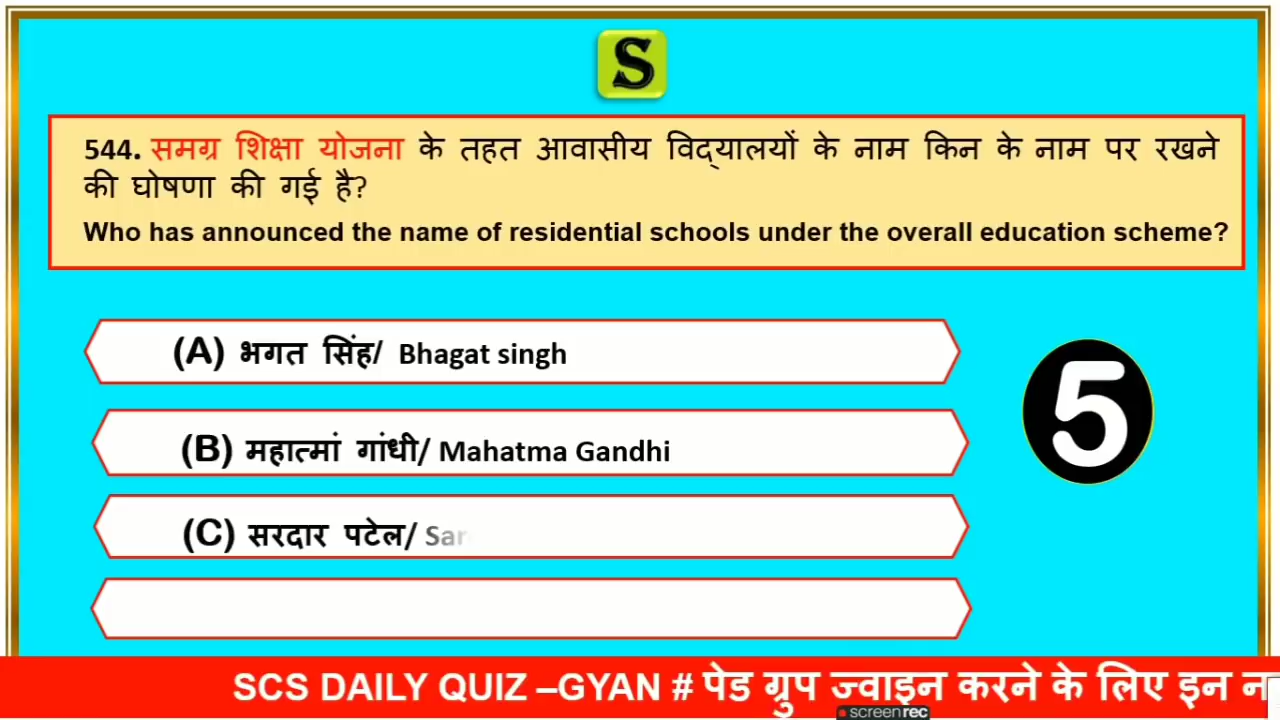 S
544. समग्र शिक्षा योजना के तहत आवासीय विद्यालयों के नाम किन के नाम पर रखने
की घोषणा की गई है?
Who has announced the name of residential schools under the overall education scheme?
(A) भगत सिंह/ Bhagat singh
5
(B) महात्मां गांधी/ Mahatma Gandhi
(C) सरदार पटेल/
SCS DAILY QUIZ –GYAN # पेड ग्रुप ज्वाइन करने के लिए इन
screenrec